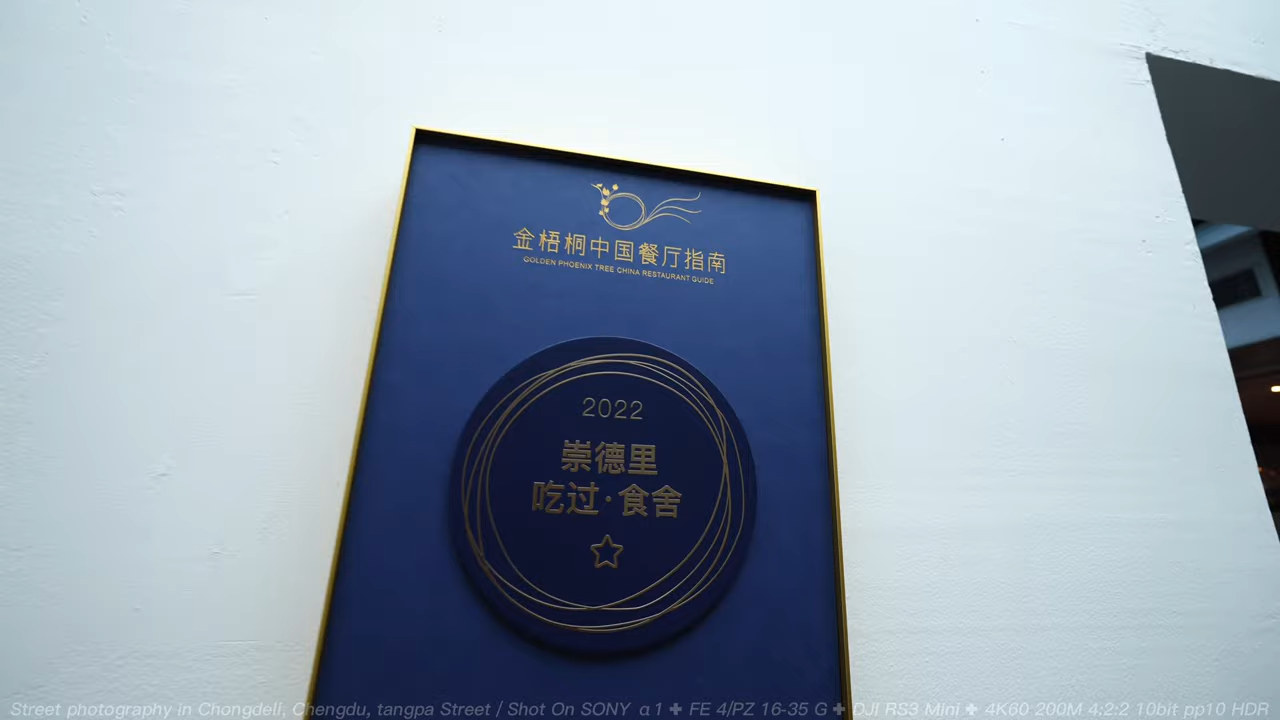 金梧桐中国餐厅指南
GOLDEN PHOENIX TREE CHINA RESTAURANT GUIDE
2022
崇德里
吃过·食舍
Street photography in Chongdeli, Chengdu, tangpa Street / Shot On SONY α1 ✚ FE 4/PZ 16-35 G ✚ DJI RS3 Mini ✚ 4K60 200M 4:2:2 10bit pp10 HDR